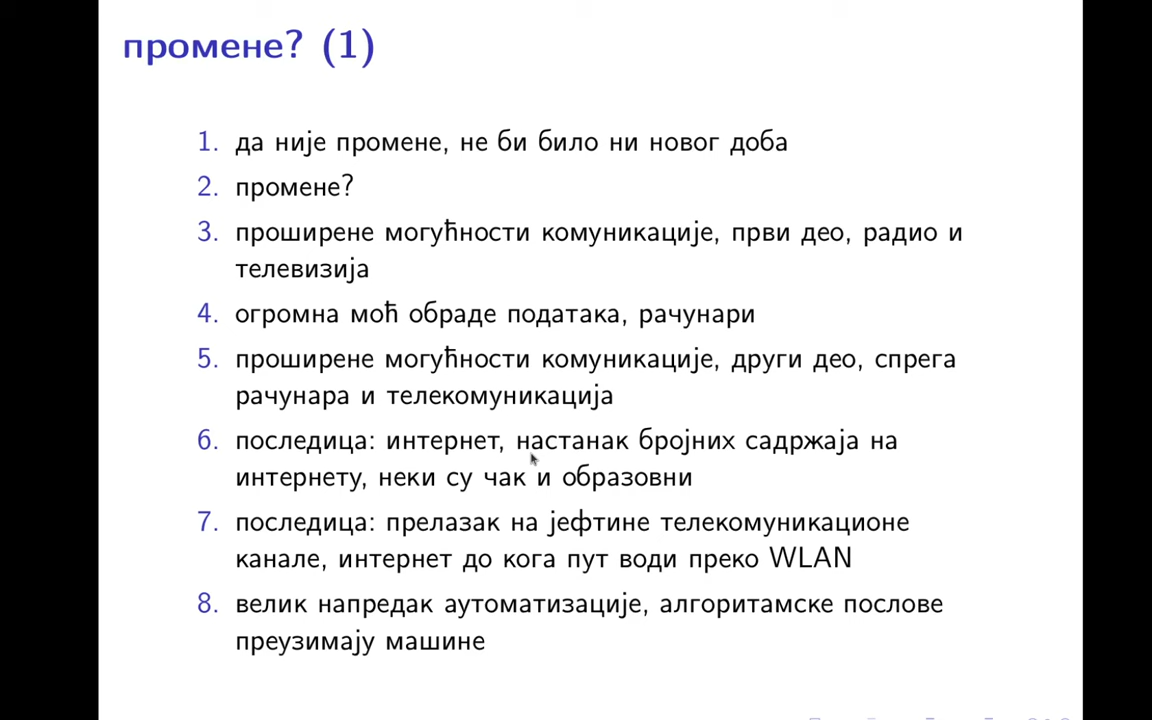 промене? (1)
1. да није промене, не би било ни новог доба
2. промене?
3. проширене могућности комуникације, први део, радио и
телевизија
4. огромна моћ обраде података, рачунари
5. проширене могућности комуникације, други део, спрега
рачунара и телекомуникација
6. последица: интернет, настанак бројних садржаја на
интернету, неки су чак и образовни
7. последица: прелазак на јефтине телекомуникационе
канале, интернет до кога пут води преко WLAN
8. велик напредак аутоматизације, алгоритамске послове
преузимају машине